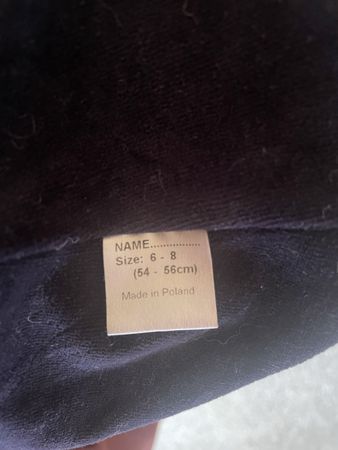 NAME.................
Size: 6 - 8
(54 - 56cm)
Made in Poland